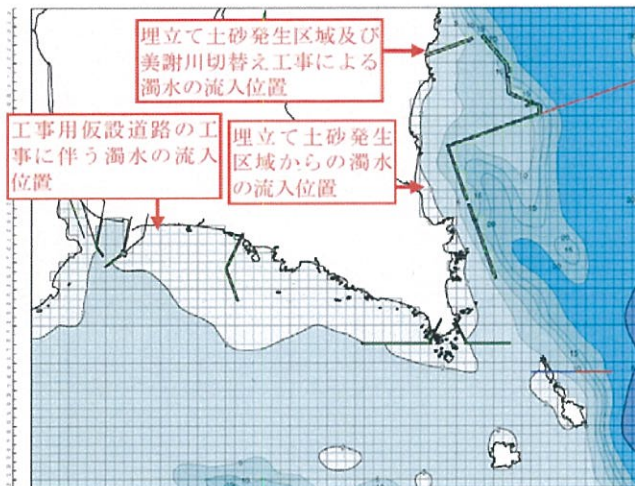 埋立て土砂発生区域及び
美謝川切替え工事による
濁水の流入位置
工事用仮設道路の工
事に伴う濁水の流入
位置
埋立て土砂発生
区域からの濁水
の流入位置